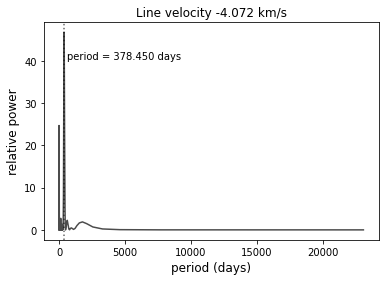 Line velocity -4.072 km/s
period = 378.450 days
relative power
40
30
20
10
0
0 5000 10000 15000 20000
period (days)